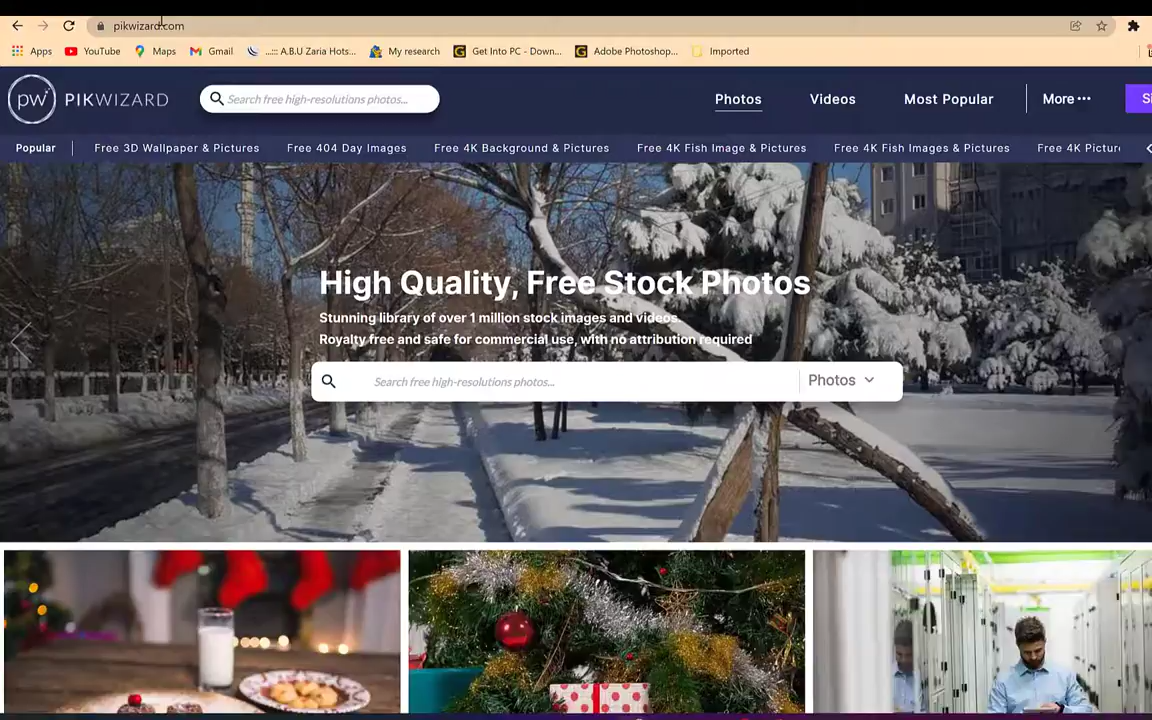 pikwizard.com
Apps YouTube Maps Gmail ...::: A.B.U Zaria Hots... My research Get Into PC - Down... Adobe Photoshop... Imported
pw PIKWIZARD Search free high-resolutions photos... Photos Videos Most Popular More ••• Si
Popular Free 3D Wallpaper & Pictures Free 404 Day Images Free 4K Background & Pictures Free 4K Fish Image & Pictures Free 4K Fish Images & Pictures Free 4K Pictur
High Quality, Free Stock Photos
Stunning library of over 1 million stock images and videos.
Royalty free and safe for commercial use, with no attribution required
Search free high-resolutions photos... Photos